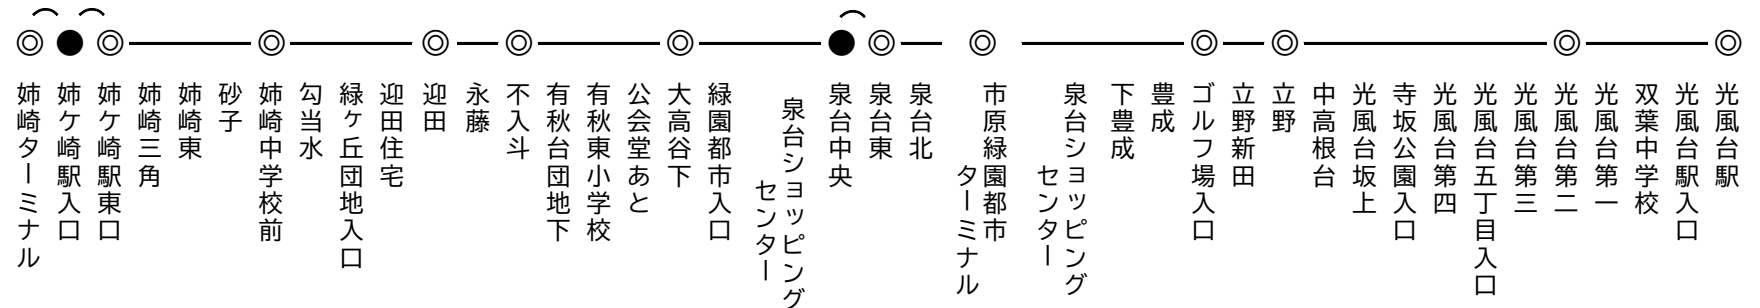 姉崎ターミナル
姉ケ崎駅入口
姉ケ崎駅東口
姉崎三角
姉崎東
砂子
姉崎中学校前
勾当水
緑ヶ丘団地入口
迎田住宅
迎田
永藤
不入斗
有秋台団地下
有秋東小学校
公会堂あと
大高谷下
緑園都市入口
泉台ショッピング
センター
泉台中央
泉台東
泉台北
市原緑園都市
ターミナル
泉台ショッピング
センター
下豊成
豊成
ゴルフ場入口
立野新田
立野
中高根台
光風台坂上
寺坂公園入口
光風台第四
光風台五丁目入口
光風台第三
光風台第二
光風台第一
双葉中学校
光風台駅入口
光風台駅